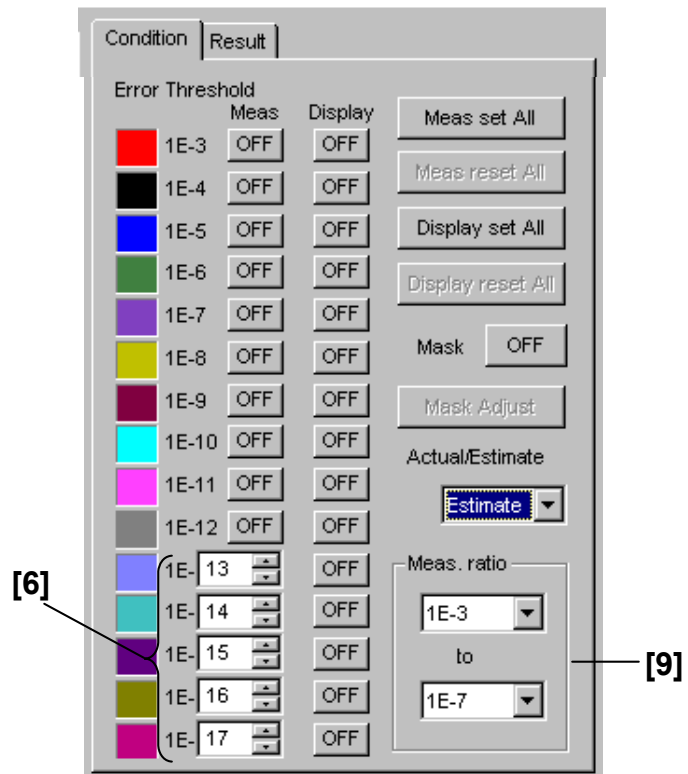 Condition Result
Error Threshold
Meas Display
1E-3 OFF OFF
1E-4 OFF OFF
1E-5 OFF OFF
1E-6 OFF OFF
1E-7 OFF OFF
1E-8 OFF OFF
1E-9 OFF OFF
1E-10 OFF OFF
1E-11 OFF OFF
1E-12 OFF OFF
1E- 13 OFF
1E- 14 OFF
1E- 15 OFF
1E- 16 OFF
1E- 17 OFF
[6]
Meas set All
Meas reset All
Display set All
Display reset All
Mask OFF
Mask Adjust
Actual/Estimate
Estimate
Meas. ratio
1E-3
to
1E-7
[9]